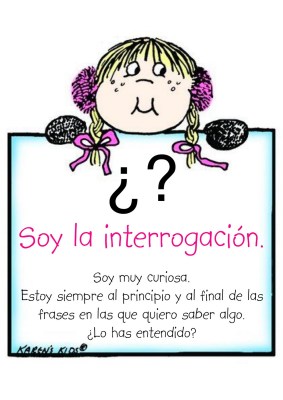 ¿?
Soy la interrogación.
Soy muy curiosa.
Estoy siempre al principio y al final de las
frases en las que quiero saber algo.
¿Lo has entendido?
KAREN'S KIDS©